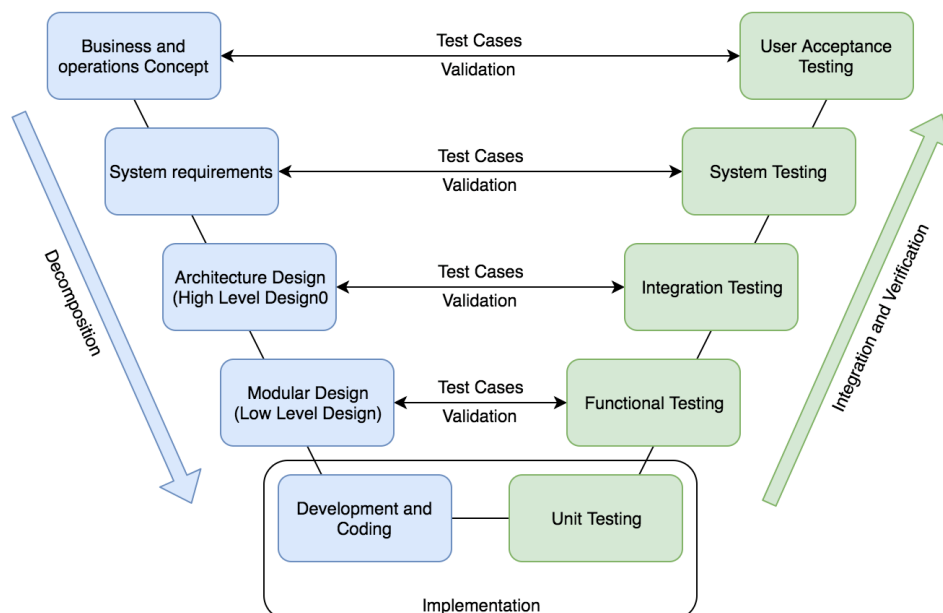 Business and
operations Concept
Test Cases
Validation
User Acceptance
Testing
System requirements
Test Cases
Validation
System Testing
Decomposition
Architecture Design
(High Level Design0
Test Cases
Validation
Integration Testing
Integration and Verification
Modular Design
(Low Level Design)
Test Cases
Validation
Functional Testing
Development and
Coding
Unit Testing
Implementation